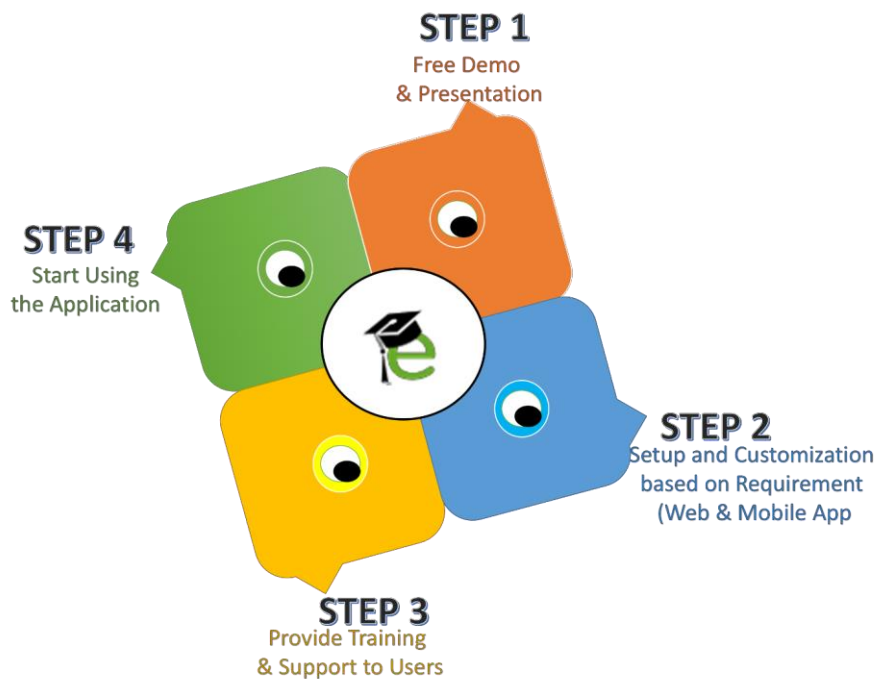 STEP 1
Free Demo
& Presentation
STEP 2
Setup and Customization
based on Requirement
(Web & Mobile App
STEP 3
Provide Training
& Support to Users
STEP 4
Start Using
the Application
e